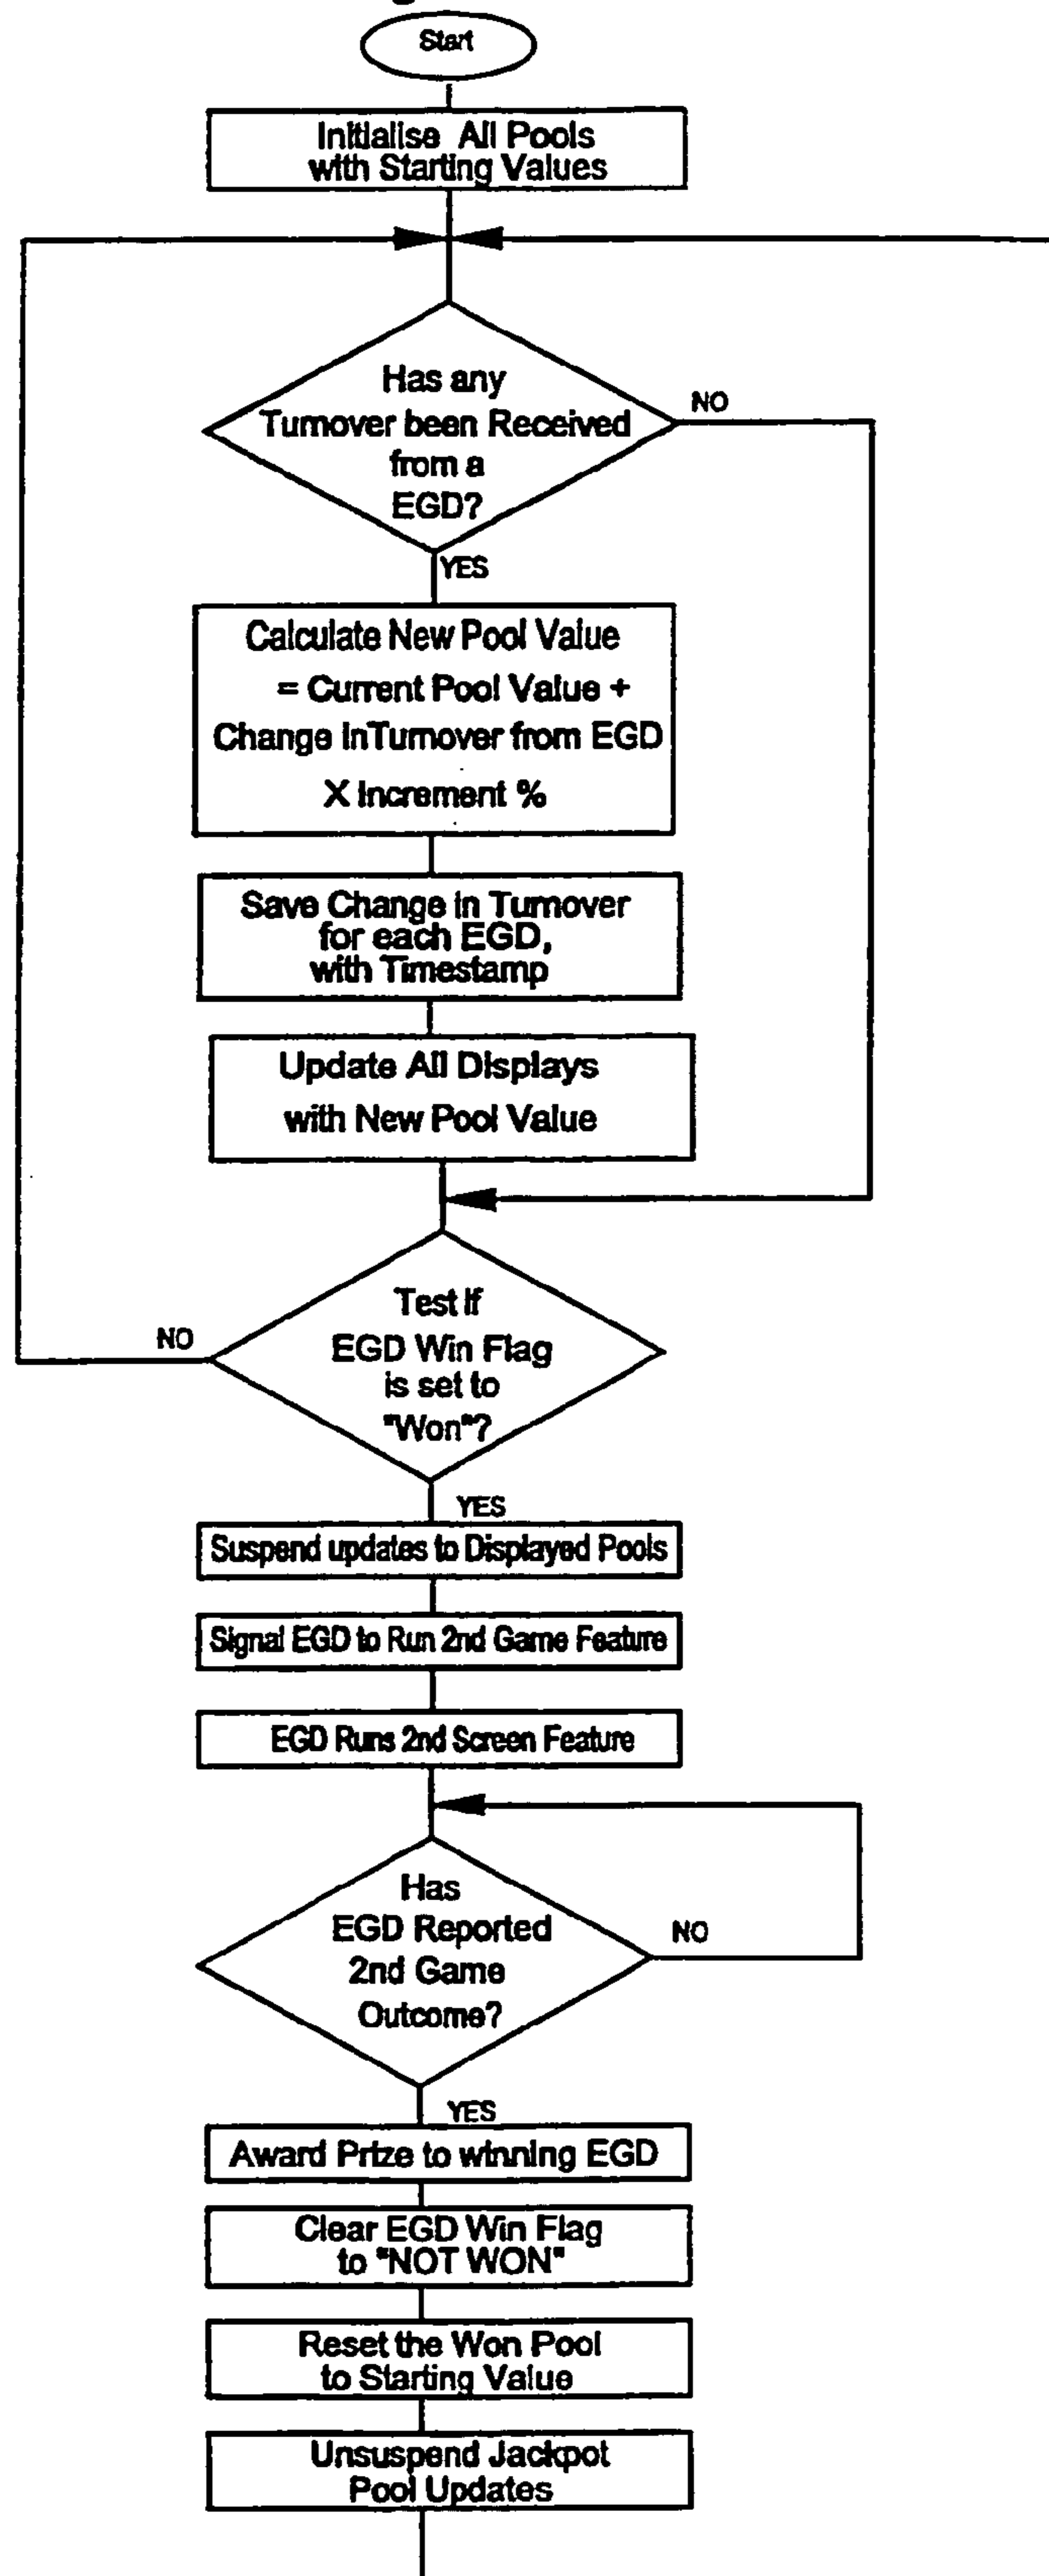 Start
Initialise All Pools
with Starting Values
Has any
Turnover been Received
from a
EGD?
NO
YES
Calculate New Pool Value
= Current Pool Value +
Change InTurnover from EGD
X Increment %
Save Change in Turnover
for each EGD,
with Timestamp
Update All Displays
with New Pool Value
Test If
EGD Win Flag
is set to
"Won"?
NO
YES
Suspend updates to Displayed Pools
Signal EGD to Run 2nd Game Feature
EGD Runs 2nd Screen Feature
Has
EGD Reported
2nd Game
Outcome?
NO
YES
Award Prize to winning EGD
Clear EGD Win Flag
to "NOT WON"
Reset the Won Pool
to Starting Value
Unsuspend Jackpot
Pool Updates